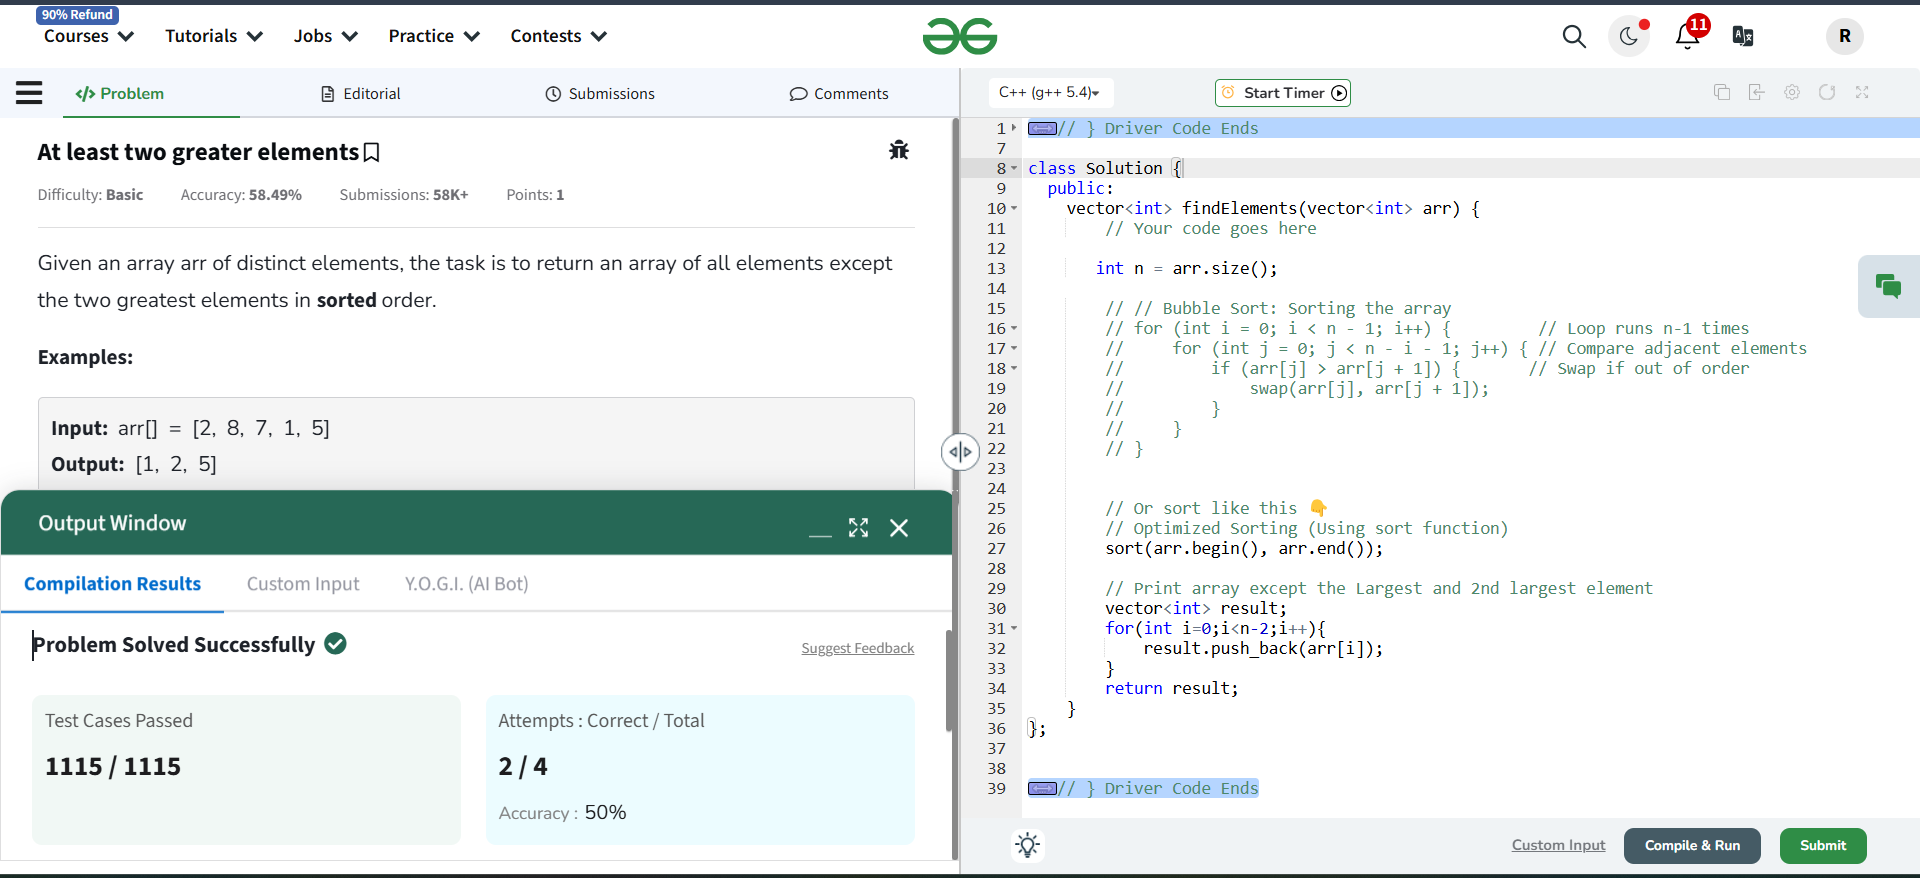 90% Refund
Courses Tutorials Jobs Practice Contests
11
R
</> Problem Editorial Submissions Comments
At least two greater elements
Difficulty: Basic Accuracy: 58.49% Submissions: 58K+ Points: 1
Given an array arr of distinct elements, the task is to return an array of all elements except
the two greatest elements in sorted order.
Examples:
Input: arr[] = [2, 8, 7, 1, 5]
Output: [1, 2, 5]
Output Window
Compilation Results Custom Input Y.O.G.I. (AI Bot)
Problem Solved Successfully
Suggest Feedback
Test Cases Passed
1115 / 1115
Attempts : Correct / Total
2 / 4
Accuracy : 50%
C++ (g++ 5.4) Start Timer
1 // } Driver Code Ends
7
8 class Solution {
9 public:
10 vector<int> findElements(vector<int> arr) {
11 // Your code goes here
12
13 int n = arr.size();
14
15 // // Bubble Sort: Sorting the array
16 // for (int i = 0; i < n - 1; i++) { // Loop runs n-1 times
17 // for (int j = 0; j < n - i - 1; j++) { // Compare adjacent elements
18 // if (arr[j] > arr[j + 1]) { // Swap if out of order
19 // swap(arr[j], arr[j + 1]);
20 // }
21 // }
22 // }
23
24
25 // Or sort like this 👇
26 // Optimized Sorting (Using sort function)
27 sort(arr.begin(), arr.end());
28
29 // Print array except the Largest and 2nd largest element
30 vector<int> result;
31 for(int i=0;i<n-2;i++){
32 result.push_back(arr[i]);
33 }
34 return result;
35 }
36 };
37
38
39 // } Driver Code Ends
Custom Input Compile & Run Submit